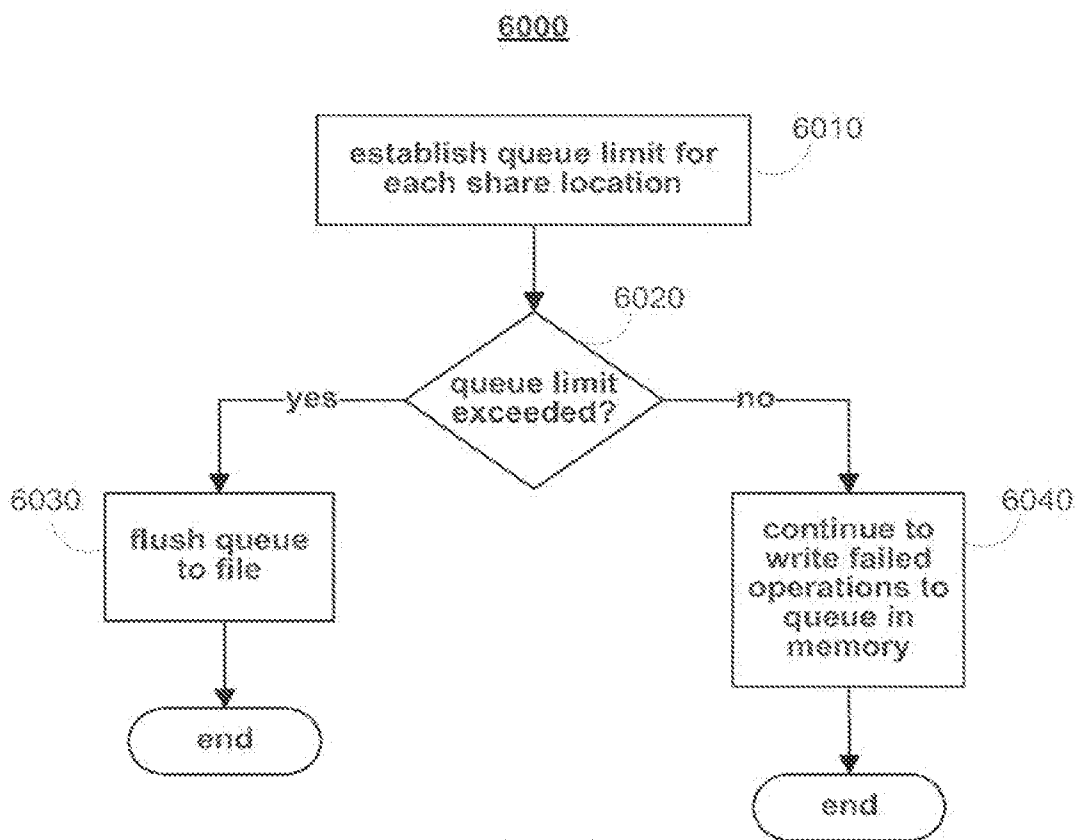 6000
establish queue limit for
each share location
6010
6020
queue limit
exceeded?
yes
no
6030
flush queue
to file
6040
continue to
write failed
operations to
queue in
memory
end
end